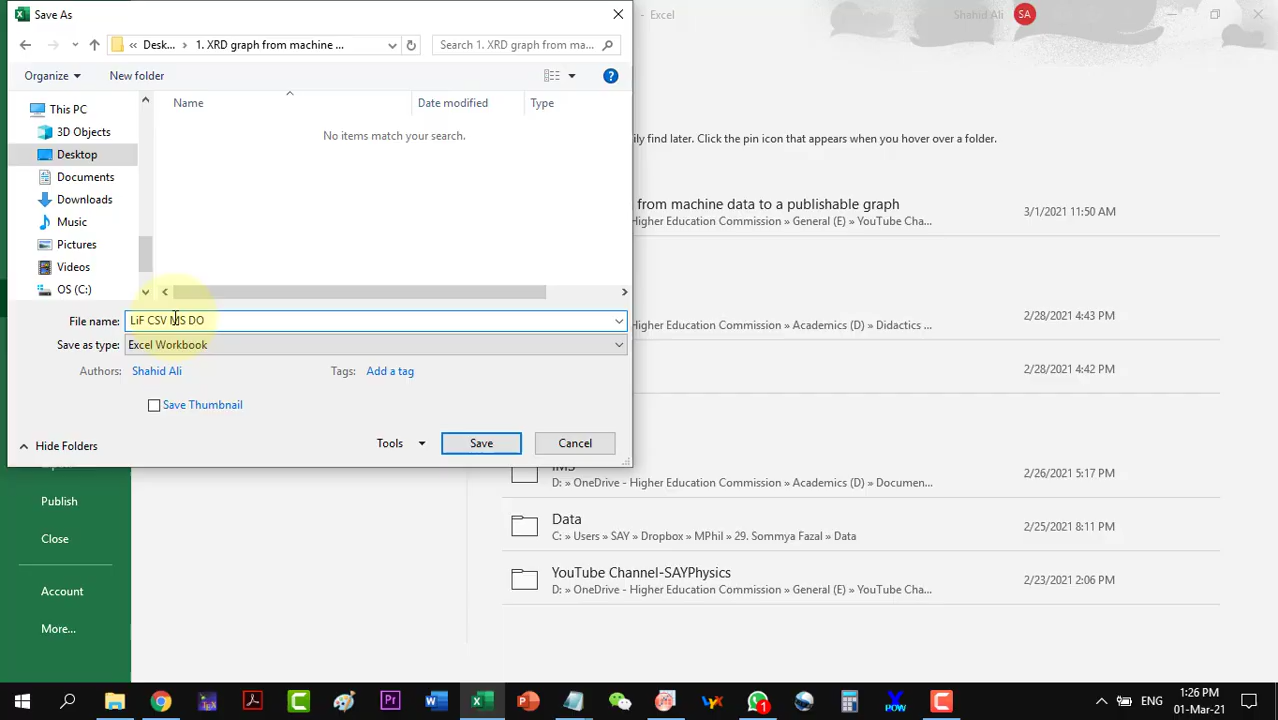 Save As
- Excel
Shahid Ali
SA
Desk...
1. XRD graph from machine ...
Search 1. XRD graph from ma...
Organize
New folder
Name
Date modified
Type
This PC
No items match your search.
ily find later. Click the pin icon that appears when you hover over a folder.
3D Objects
Desktop
Documents
Downloads
Music
Pictures
Videos
OS (C:)
from machine data to a publishable graph
Higher Education Commission » General (E) » YouTube Cha...
3/1/2021 11:50 AM
File name:
LiF CSV MS DO
Save as type:
Excel Workbook
Higher Education Commission » Academics (D) » Didactics ...
2/28/2021 4:43 PM
Authors:
Shahid Ali
Tags:
Add a tag
2/28/2021 4:42 PM
Save Thumbnail
Hide Folders
Tools
Save
Cancel
D: » OneDrive - Higher Education Commission » Academics (D) » Documen...
2/26/2021 5:17 PM
Publish
Close
Account
More...
Data
C: » Users » SAY » Dropbox » MPhil » 29. Sommya Fazal » Data
2/25/2021 8:11 PM
YouTube Channel-SAYPhysics
D: » OneDrive - Higher Education Commission » General (E) » YouTube Cha...
2/23/2021 2:06 PM
ENG
1:26 PM
01-Mar-21